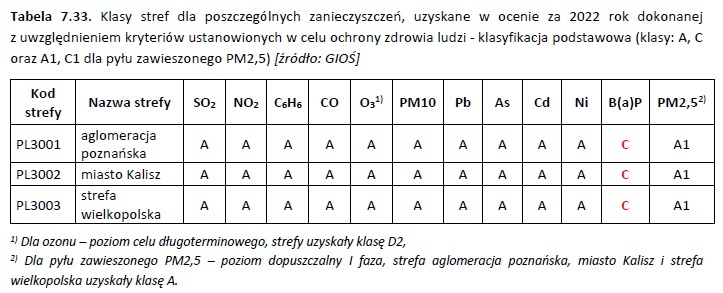 Tabela 7.33. Klasy stref dla poszczególnych zanieczyszczeń, uzyskane w ocenie za 2022 rok dokonanej
z uwzględnieniem kryteriów ustanowionych w celu ochrony zdrowia ludzi - klasyfikacja podstawowa (klasy: A, C
oraz A1, C1 dla pyłu zawieszonego PM2,5) [źródło: GIOŚ]
Kod strefy Nazwa strefy SO₂ NO₂ C₆H₆ CO O₃¹⁾ PM10 Pb As Cd Ni B(a)P PM2,5²⁾
PL3001 aglomeracja poznańska A A A A A A A A A A C A1
PL3002 miasto Kalisz A A A A A A A A A A C A1
PL3003 strefa wielkopolska A A A A A A A A A A C A1
¹⁾ Dla ozonu – poziom celu długoterminowego, strefy uzyskały klasę D2,
²⁾ Dla pyłu zawieszonego PM2,5 – poziom dopuszczalny I faza, strefa aglomeracja poznańska, miasto Kalisz i strefa
wielkopolska uzyskały klasę A.